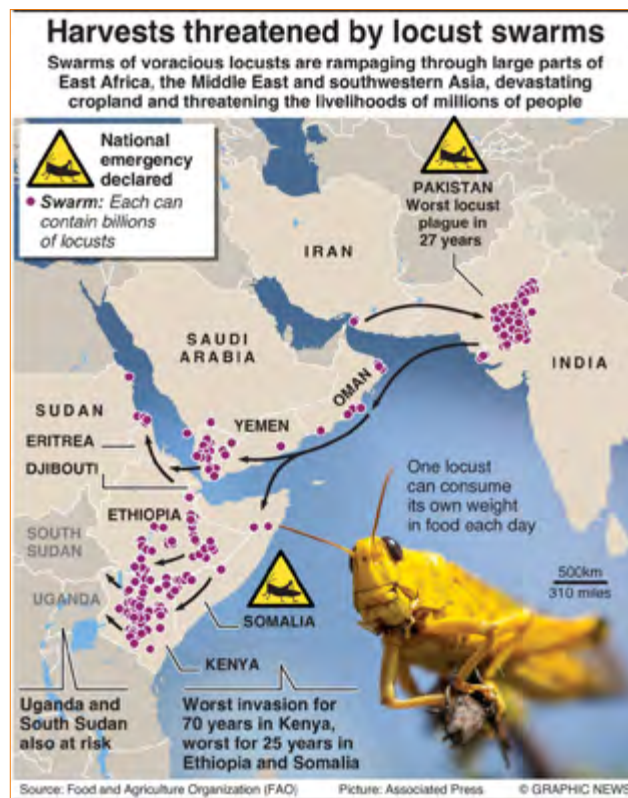 Harvests threatened by locust swarms
Swarms of voracious locusts are rampaging through large parts of
East Africa, the Middle East and southwestern Asia, devastating
cropland and threatening the livelihoods of millions of people
National
emergency
declared
Swarm: Each can
contain billions
of locusts
PAKISTAN
Worst locust
plague in
27 years
IRAN
SAUDI
ARABIA
OMAN
INDIA
YEMEN
SUDAN
ERITREA
DJIBOUTI
ETHIOPIA
SOUTH
SUDAN
UGANDA
SOMALIA
KENYA
One locust
can consume
its own weight
in food each day
500km
310 miles
Uganda and
South Sudan
also at risk
Worst invasion for
70 years in Kenya,
worst for 25 years in
Ethiopia and Somalia
Source: Food and Agriculture Organization (FAO)
Picture: Associated Press
© GRAPHIC NEWS